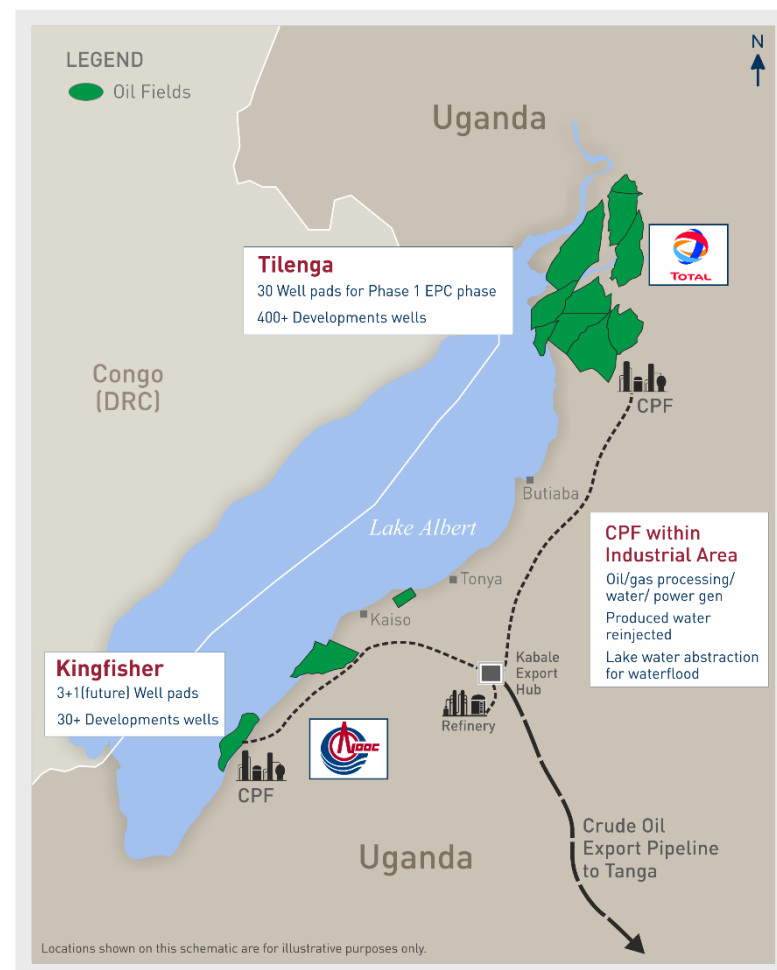 LEGEND
Oil Fields
N
Uganda
Tilenga
30 Well pads for Phase 1 EPC phase
400+ Developments wells
TOTAL
Congo
(DRC)
CPF
Butiaba
Lake Albert
CPF within
Industrial Area
Oil/gas processing/
water/ power gen
Produced water
reinjected
Lake water abstraction
for waterflood
Tonya
Kaiso
Kingfisher
3+1(future) Well pads
30+ Developments wells
Kabale
Export
Hub
Refinery
CNOOC
CPF
Uganda
Crude Oil
Export Pipeline
to Tanga
Locations shown on this schematic are for illustrative purposes only.